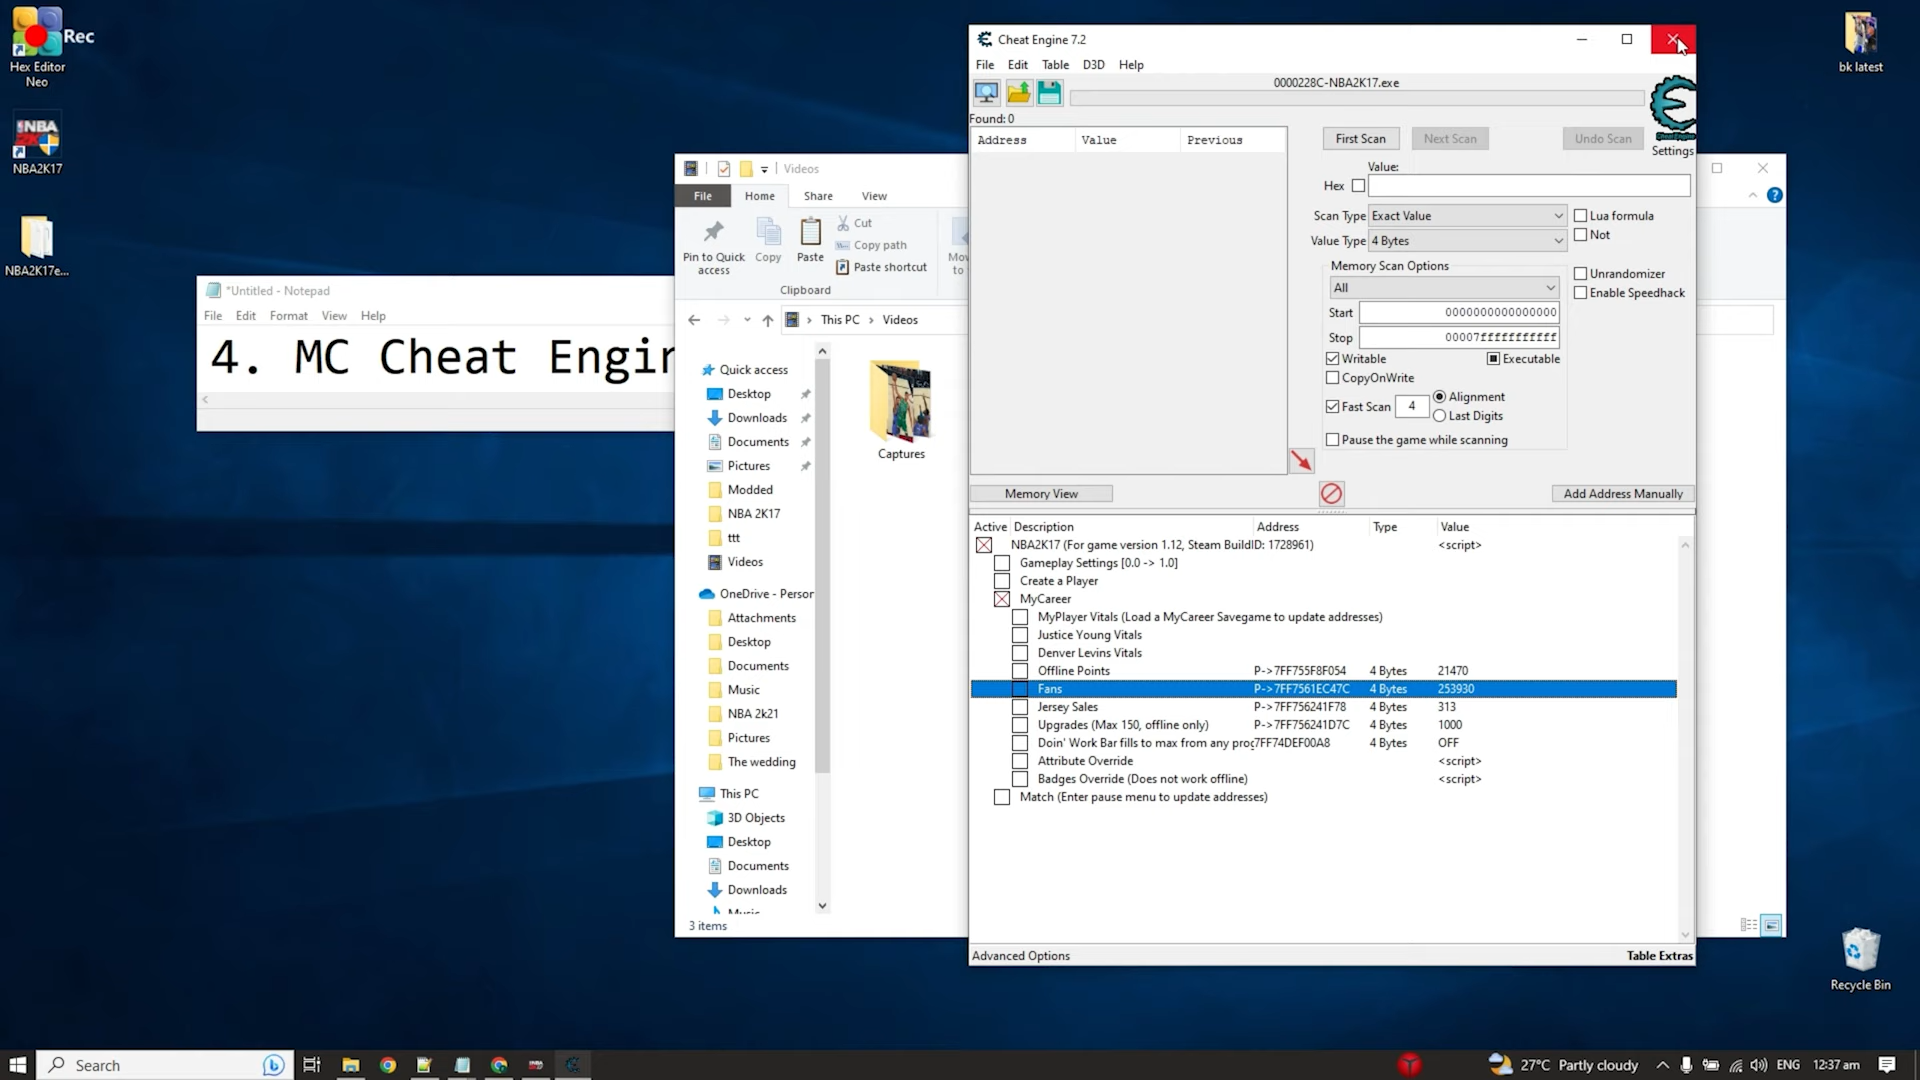 Rec
Hex Editor
Neo
NBA2K17
NBA2K17e...
bk latest
Recycle Bin
*Untitled - Notepad
File Edit Format View Help
4. MC Cheat Engin
Videos
File Home Share View
Pin to Quick
access
Copy
Paste
Cut
Copy path
Paste shortcut
Mov
to
Clipboard
This PC > Videos
Quick access
Desktop
Downloads
Documents
Pictures
Modded
NBA 2K17
ttt
Videos
OneDrive - Persor
Attachments
Desktop
Documents
Music
NBA 2k21
Pictures
The wedding
This PC
3D Objects
Desktop
Documents
Downloads
Captures
3 items
Cheat Engine 7.2
File Edit Table D3D Help
0000228C-NBA2K17.exe
Found: 0
Address Value Previous
First Scan Next Scan Undo Scan
Settings
Value:
Hex
Scan Type Exact Value
Lua formula
Value Type 4 Bytes
Not
Memory Scan Options
All
Unrandomizer
Enable Speedhack
Start 0000000000000000
Stop 00007fffffffffff
Writable Executable
CopyOnWrite
Fast Scan 4 Alignment
Last Digits
Pause the game while scanning
Memory View Add Address Manually
Active Description Address Type Value
NBA2K17 (For game version 1.12, Steam BuildID: 1728961) <script>
Gameplay Settings [0.0 -> 1.0]
Create a Player
MyCareer
MyPlayer Vitals (Load a MyCareer Savegame to update addresses)
Justice Young Vitals
Denver Levins Vitals
Offline Points P->7FF755F8F054 4 Bytes 21470
Fans P->7FF7561EC47C 4 Bytes 253930
Jersey Sales P->7FF756241F78 4 Bytes 313
Upgrades (Max 150, offline only) P->7FF756241D7C 4 Bytes 1000
Doin' Work Bar fills to max from any proç 7FF74DEF00A8 4 Bytes OFF
Attribute Override <script>
Badges Override (Does not work offline) <script>
Match (Enter pause menu to update addresses)
Advanced Options Table Extras
Search
27°C Partly cloudy ENG 12:37 am